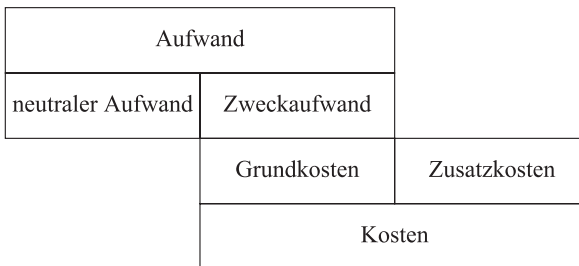 Aufwand
neutraler Aufwand Zweckaufwand
Grundkosten Zusatzkosten
Kosten